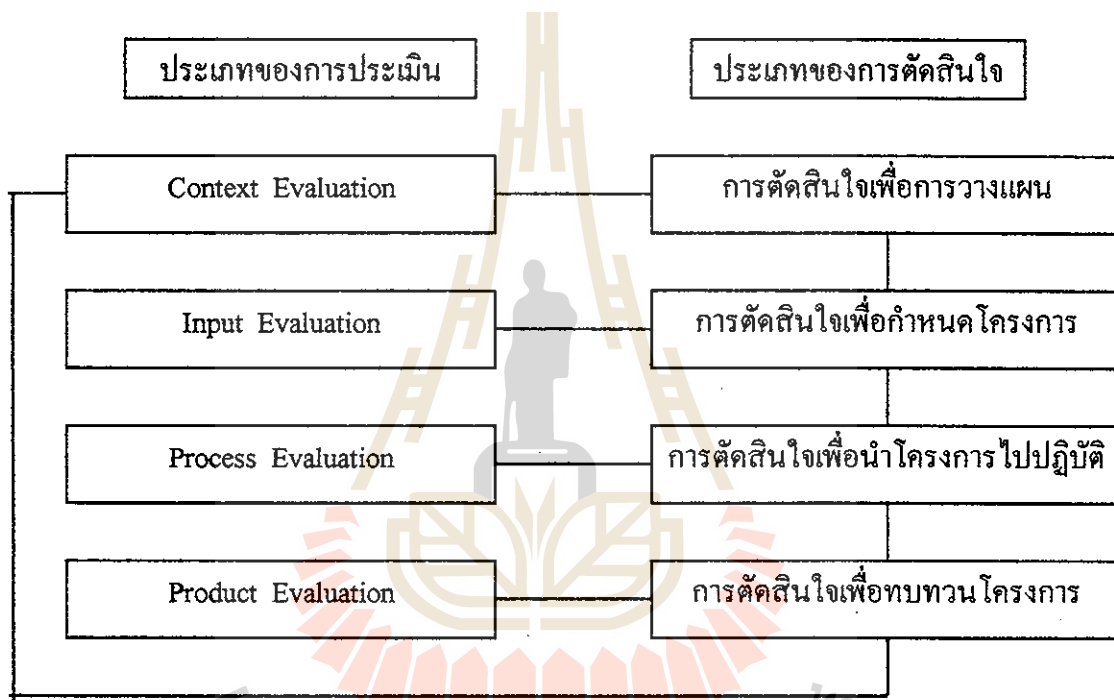 ประเภทของการประเมิน ประเภทของการตัดสินใจ
Context Evaluation การตัดสินใจเพื่อการวางแผน
Input Evaluation การตัดสินใจเพื่อกำหนดโครงการ
Process Evaluation การตัดสินใจเพื่อนำโครงการไปปฏิบัติ
Product Evaluation การตัดสินใจเพื่อทบทวนโครงการ